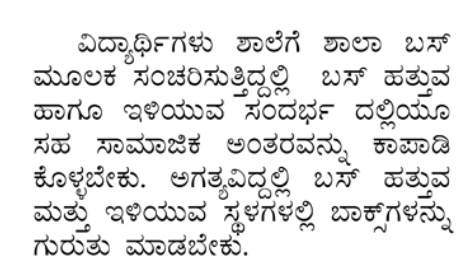 ವಿದ್ಯಾರ್ಥಿಗಳು ಶಾಲೆಗೆ ಶಾಲಾ ಬಸ್
ಮೂಲಕ ಸಂಚರಿಸುತ್ತಿದ್ದಲ್ಲಿ ಬಸ್ ಹತ್ತುವ
ಹಾಗೂ ಇಳಿಯುವ ಸಂದರ್ಭ ದಲ್ಲಿಯೂ
ಸಹ ಸಾಮಾಜಿಕ ಅಂತರವನ್ನು ಕಾಪಾಡಿ
ಕೊಳ್ಳಬೇಕು. ಅಗತ್ಯವಿದ್ದಲ್ಲಿ ಬಸ್ ಹತ್ತುವ
ಮತ್ತು ಇಳಿಯುವ ಸ್ಥಳಗಳಲ್ಲಿ ಬಾಕ್ಸ್‌ಗಳನ್ನು
ಗುರುತು ಮಾಡಬೇಕು.